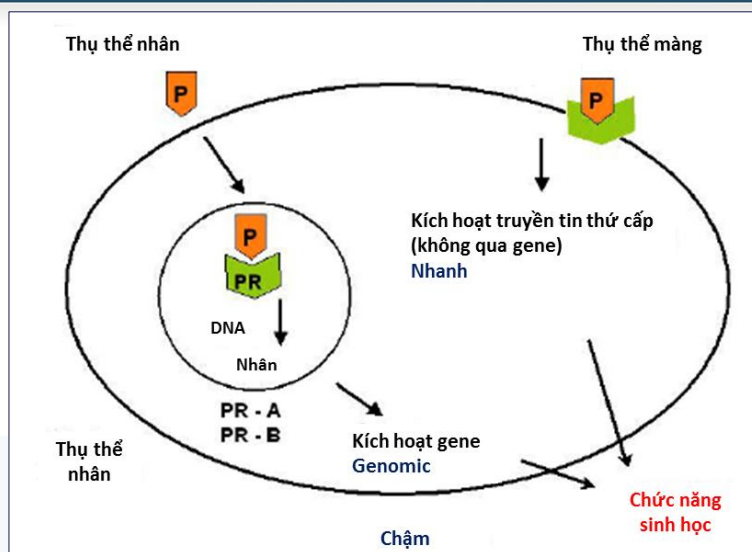 Thụ thể nhân
Thụ thể màng
P
P
P
PR
DNA
Nhân
PR - A
PR - B
Kích hoạt truyền tin thứ cấp
(không qua gene)
Nhanh
Thụ thể
nhân
Kích hoạt gene
Genomic
Chức năng
sinh học
Chậm